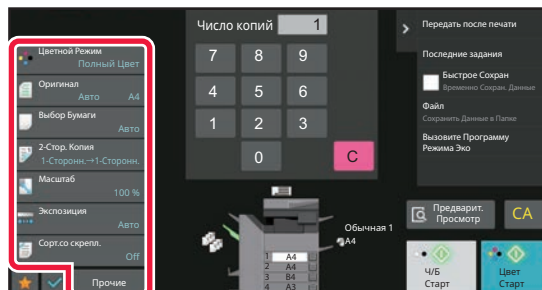 Цветной Режим
Полный Цвет
Оригинал
Авто A4
Выбор Бумаги
Авто
2-Стор. Копия
1-Сторонн.→1-Сторонн.
Масштаб
100 %
Экспозиция
Авто
Сорт.со скрепл.
Off
Прочие
Число копий 1
7 8 9
4 5 6
1 2 3
0 C
Обычная 1
A4
1 A4
2 A4
3 B4
4 A3
Передать после печати
Последние задания
Быстрое Сохран
Временно Сохран. Данные
Файл
Сохранить Данные в Папке
Вызовите Программу
Режима Эко
Предварит.
Просмотр
CA
Ч/Б
Старт
Цвет
Старт